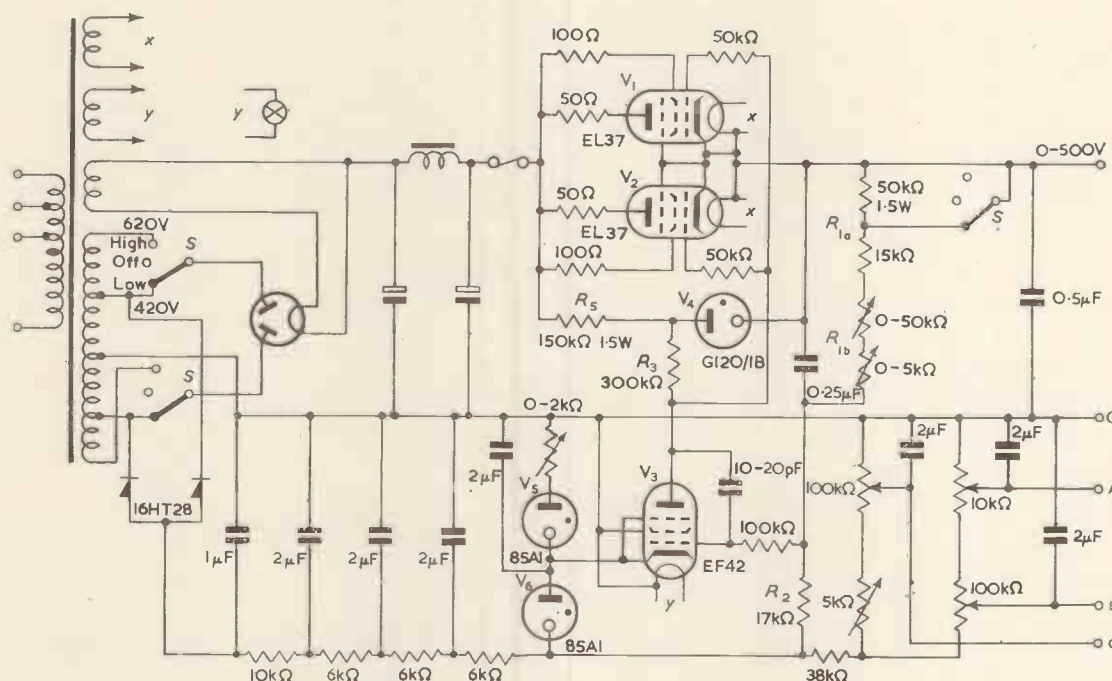 x
y
y
620V
High
Off
Low
420V
S
S
16HT28
1μF
2μF
2μF
2μF
10kΩ
6kΩ
6kΩ
6kΩ
100Ω
50kΩ
V1
50Ω
EL37
x
V2
50Ω
EL37
x
100Ω
50kΩ
R5
150kΩ 1·5W
V4
G120/1B
R3
300kΩ
0-2kΩ
2μF
V5
85A1
V6
85A1
V3
10-20pF
100kΩ
EF42
y
0·25μF
R2
17kΩ
38kΩ
50kΩ
1·5W
R1a
15kΩ
0-50kΩ
R1b
0-5kΩ
S
0-500V
0·5μF
2μF
2μF
100kΩ
10kΩ
2μF
5kΩ
100kΩ